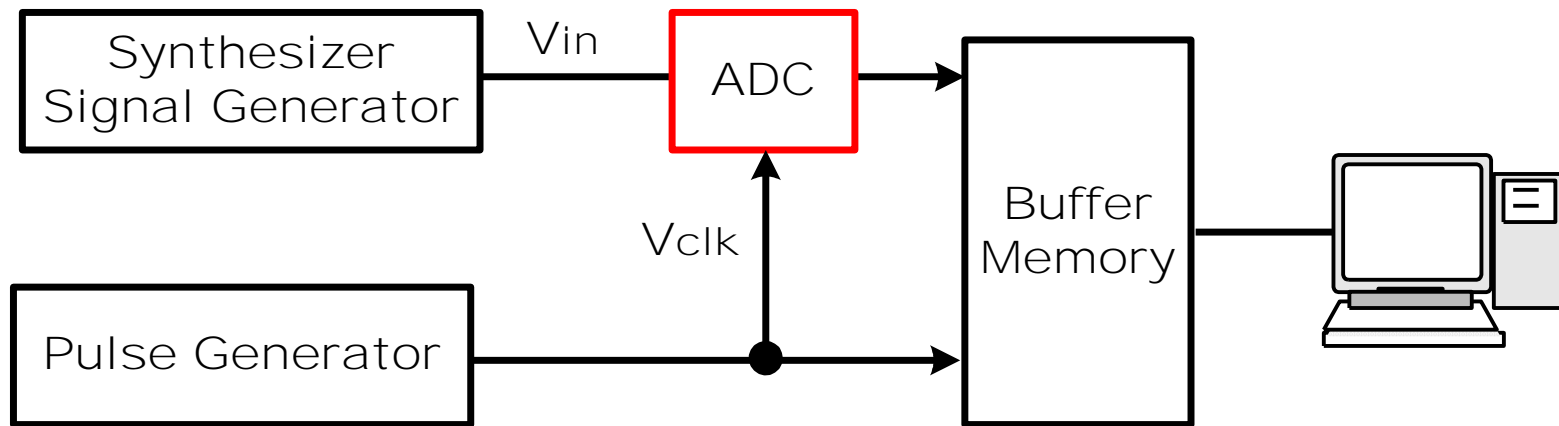 Synthesizer
Signal Generator
Vin
ADC
Vclk
Buffer
Memory
Pulse Generator